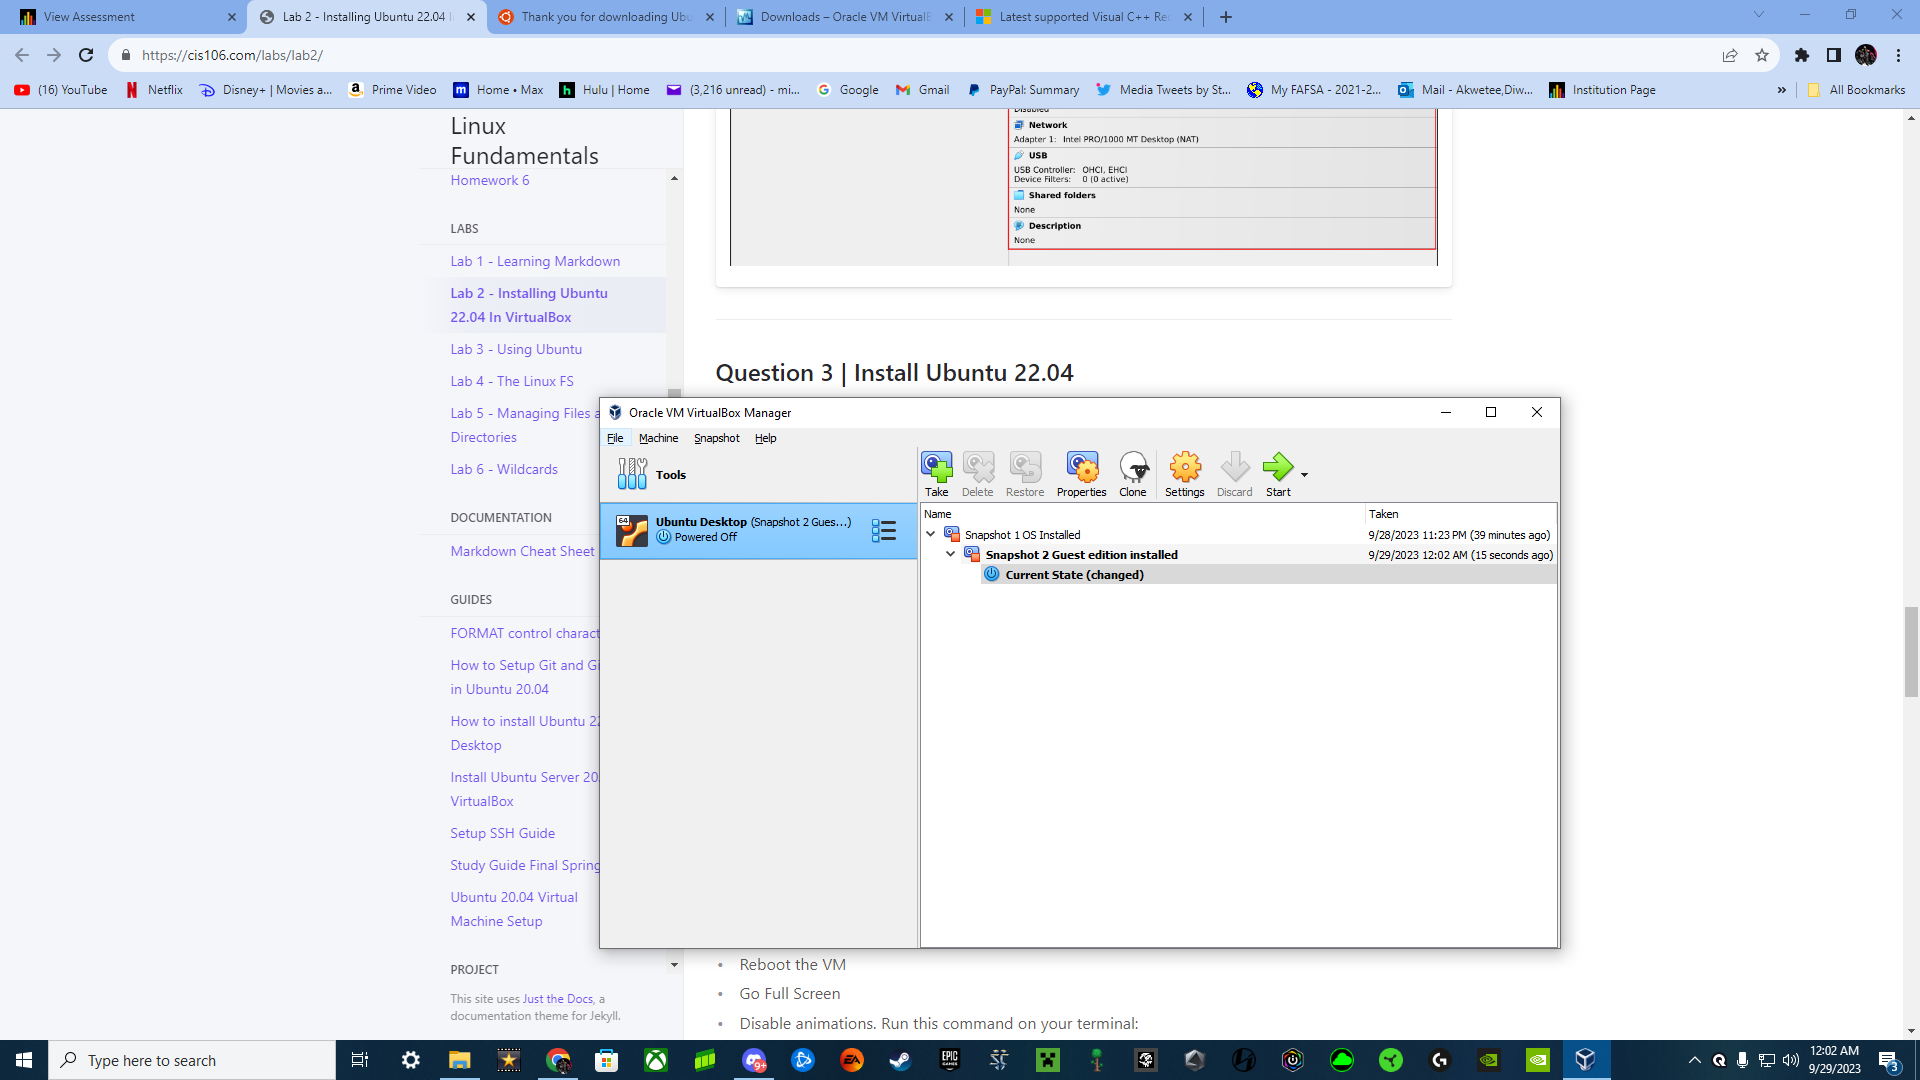 View Assessment
Lab 2 - Installing Ubuntu 22.04 I
Thank you for downloading Ubu
Downloads – Oracle VM VirtualB
Latest supported Visual C++ Red
https://cis106.com/labs/lab2/
(16) YouTube
Netflix
Disney+ | Movies a...
Prime Video
Home • Max
Hulu | Home
(3,216 unread) - mi...
Google
Gmail
PayPal: Summary
Media Tweets by St...
My FAFSA - 2021-2...
Mail - Akwetee,Diw...
Institution Page
»
All Bookmarks
Linux
Fundamentals
Homework 6
LABS
Lab 1 - Learning Markdown
Lab 2 - Installing Ubuntu
22.04 In VirtualBox
Lab 3 - Using Ubuntu
Lab 4 - The Linux FS
Lab 5 - Managing Files a
Directories
Lab 6 - Wildcards
DOCUMENTATION
Markdown Cheat Sheet
GUIDES
FORMAT control charact
How to Setup Git and Gi
in Ubuntu 20.04
How to install Ubuntu 22
Desktop
Install Ubuntu Server 20.
VirtualBox
Setup SSH Guide
Study Guide Final Spring
Ubuntu 20.04 Virtual
Machine Setup
PROJECT
This site uses Just the Docs, a
documentation theme for Jekyll.
Disabled
Network
Adapter 1: Intel PRO/1000 MT Desktop (NAT)
USB
USB Controller: OHCI, EHCI
Device Filters: 0 (0 active)
Shared folders
None
Description
None
Question 3 | Install Ubuntu 22.04
Oracle VM VirtualBox Manager
File Machine Snapshot Help
Tools
Take Delete Restore Properties Clone Settings Discard Start
64
Ubuntu Desktop (Snapshot 2 Gues...)
Powered Off
Name Taken
Snapshot 1 OS Installed 9/28/2023 11:23 PM (39 minutes ago)
Snapshot 2 Guest edition installed 9/29/2023 12:02 AM (15 seconds ago)
Current State (changed)
• Reboot the VM
• Go Full Screen
• Disable animations. Run this command on your terminal:
Type here to search
9+
EA
EPIC
GAMES
12:02 AM
9/29/2023
3